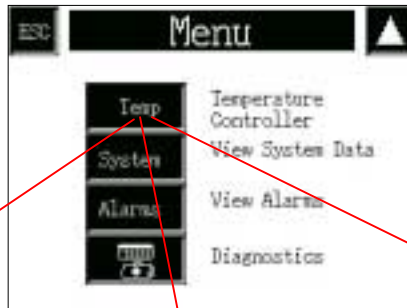 ESC Menu
Temp Temperature
Controller
System View System Data
Alarms View Alarms
Diagnostics